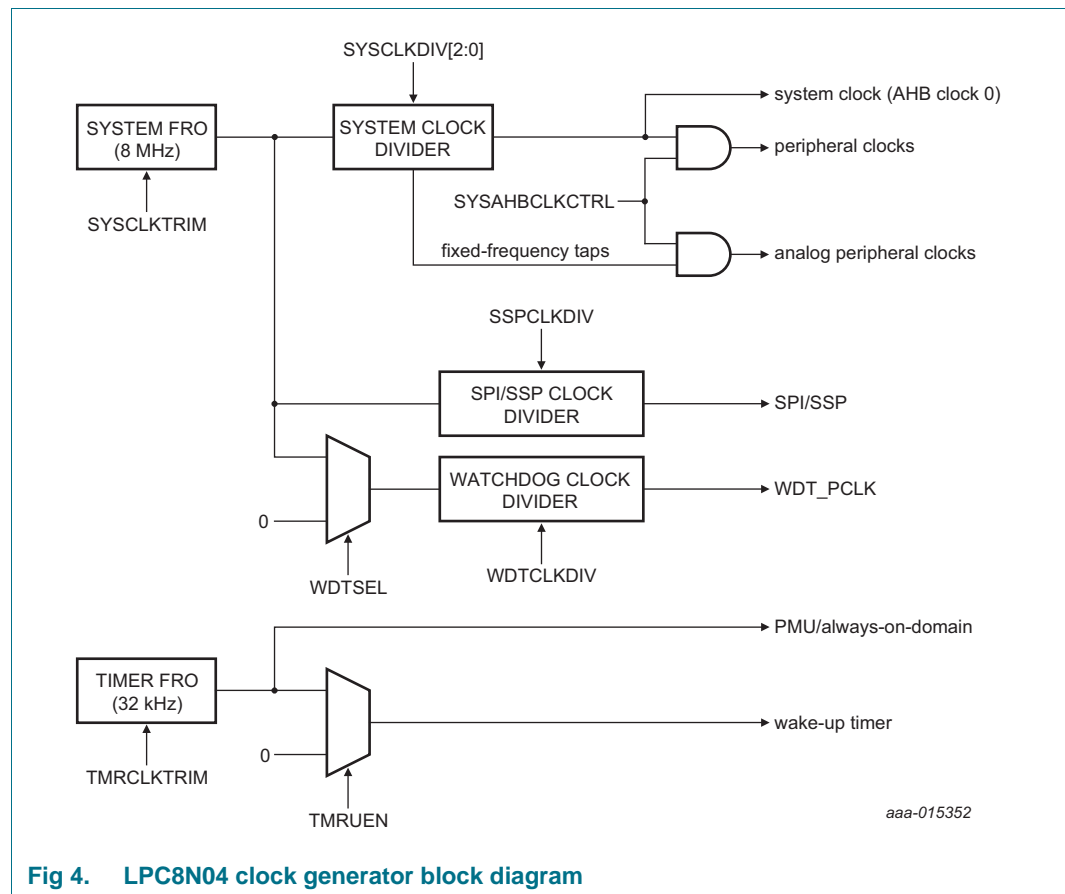 SYSCLKDIV[2:0]
system clock (AHB clock 0)
SYSTEM FRO
(8 MHz)
SYSTEM CLOCK
DIVIDER
peripheral clocks
SYSAHBCLKCTRL
SYSCLKTRIM
fixed-frequency taps
analog peripheral clocks
SSPCLKDIV
SPI/SSP CLOCK
DIVIDER
SPI/SSP
WATCHDOG CLOCK
DIVIDER
WDT_PCLK
0
WDTSEL
WDTCLKDIV
PMU/always-on-domain
TIMER FRO
(32 kHz)
wake-up timer
0
TMRCLKTRIM
TMRUEN
aaa-015352
Fig 4. LPC8N04 clock generator block diagram